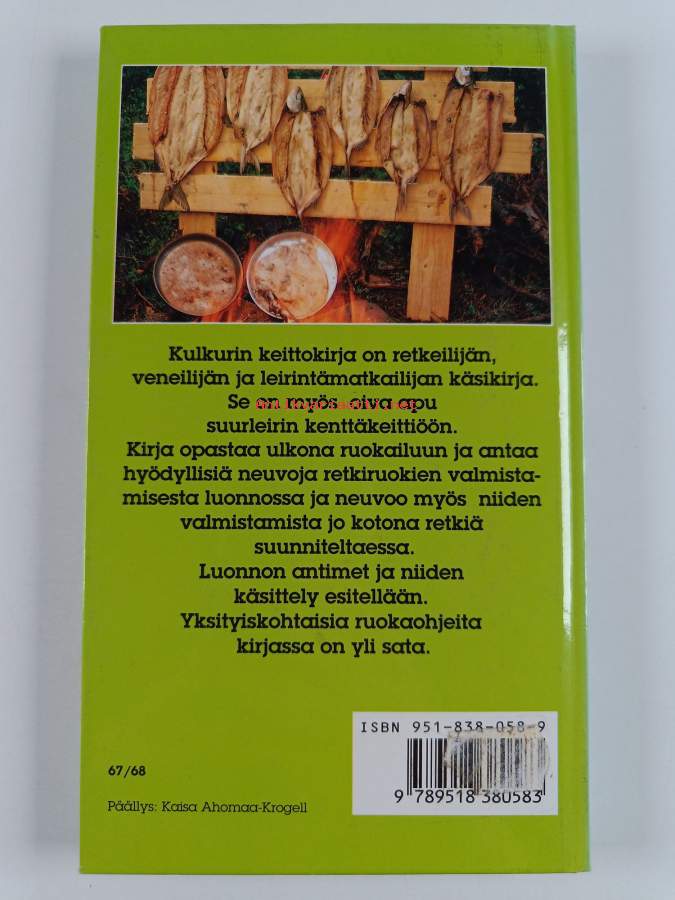 Kulkurin keittokirja on retkeilijän,
veneilijän ja leirintämatkailijan käsikirja.
Se on myös oiva apu
suurleirin kenttäkeittiöön.
Kirja opastaa ulkona ruokailuun ja antaa
hyödyllisiä neuvoja retkiruokien valmista-
misesta luonnossa ja neuvoo myös niiden
valmistamista jo kotona retkiä
suunniteltaessa.
Luonnon antimet ja niiden
käsittely esitellään.
Yksityiskohtaisia ruokaohjeita
kirjassa on yli sata.
ISBN 951-838-058-9
67/68
9 789518 380583
Päällys: Kaisa Ahomaa-Krogell